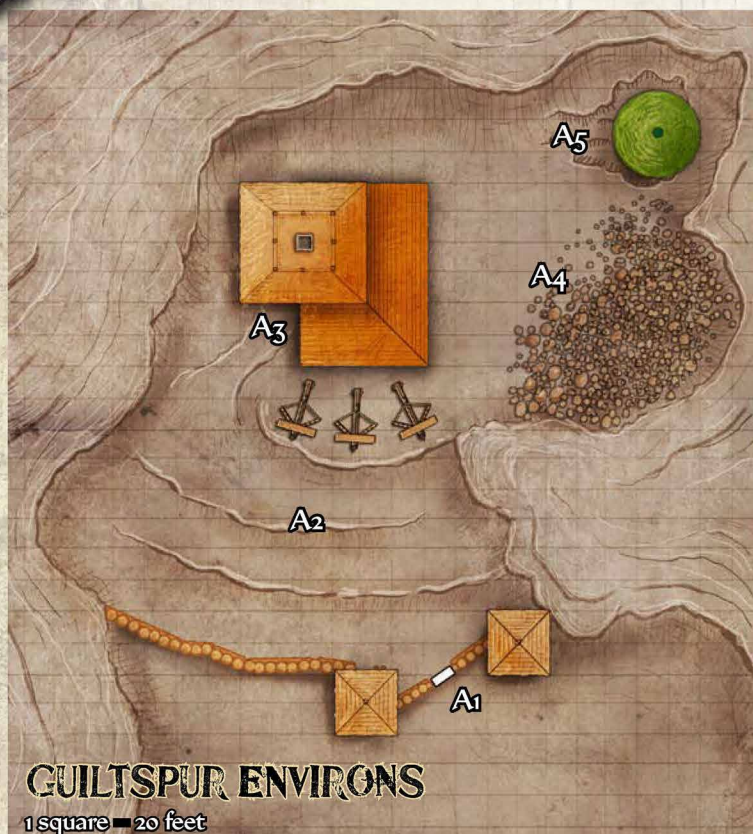 A5
A4
A3
A2
A1
GUILTSPUR ENVIRONS
1 square = 20 feet